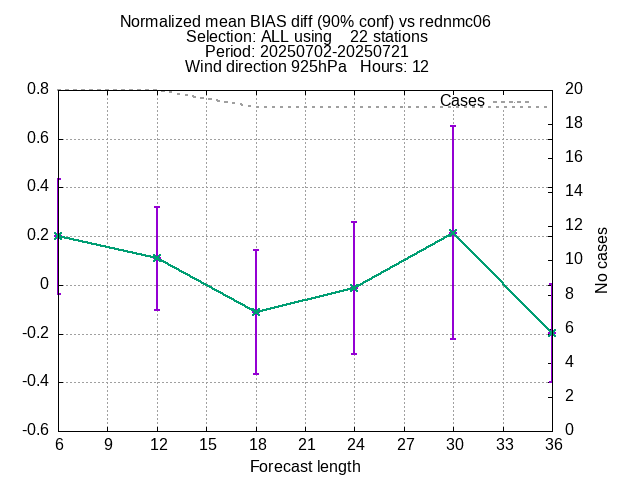 Normalized mean BIAS diff (90% conf) vs rednmc06
Selection: ALL using    22 stations
Period: 20250702-20250721
Wind direction 925hPa   Hours: 12
Cases
0.8
0.6
0.4
0.2
0
-0.2
-0.4
-0.6
20
18
16
14
12
10
8
6
4
2
0
No cases
6 9 12 15 18 21 24 27 30 33 36
Forecast length